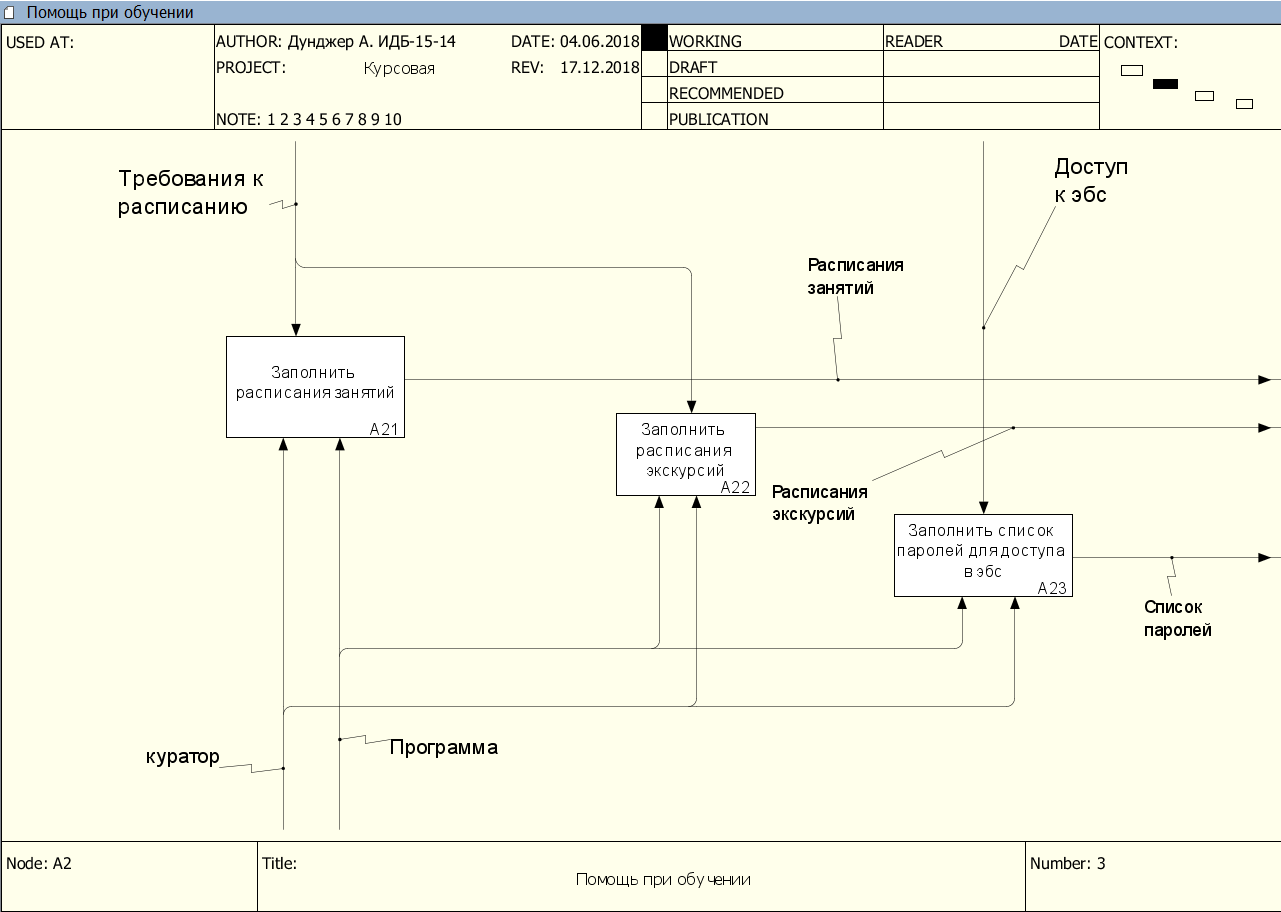 Помощь при обучении
USED AT:
AUTHOR: Дунджер А. ИДБ-15-14
DATE: 04.06.2018
PROJECT: Курсовая
REV: 17.12.2018
NOTE: 1 2 3 4 5 6 7 8 9 10
WORKING
DRAFT
RECOMMENDED
PUBLICATION
READER
DATE
CONTEXT:
Требования к
расписанию
Доступ
к эбс
Расписания
занятий
Заполнить
расписания занятий
A21
Заполнить
расписания
экскурсий
A22
Расписания
экскурсий
Заполнить список
паролей для доступа
в эбс
A23
Список
паролей
куратор
Программа
Node: A2
Title:
Помощь при обучении
Number: 3